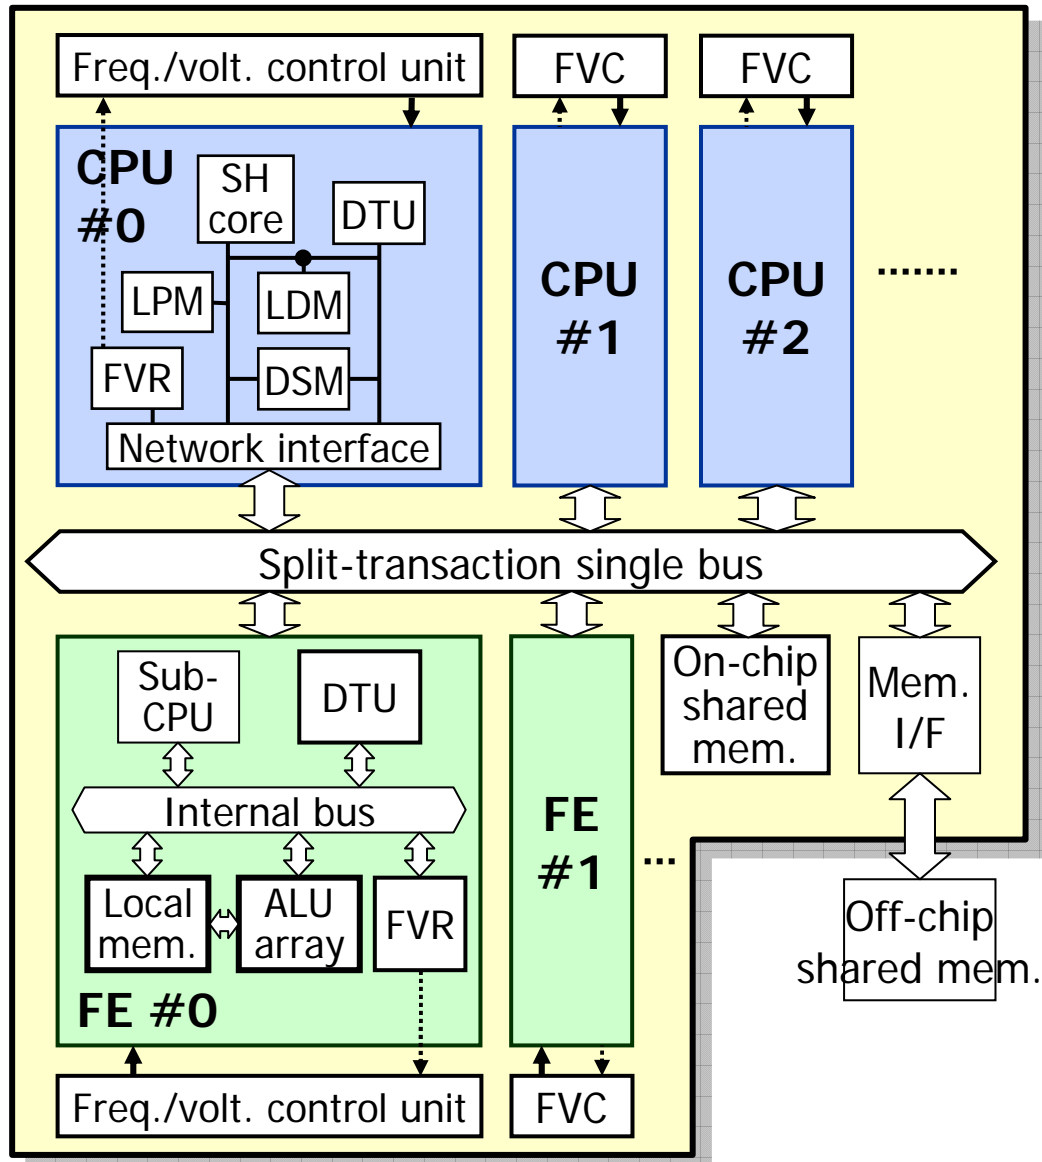 Freq./volt. control unit
FVC
FVC
CPU
#0
SH
core
DTU
LPM
LDM
FVR
DSM
Network interface
CPU
#1
CPU
#2
.......
Split-transaction single bus
Sub-
CPU
DTU
Internal bus
Local
mem.
ALU
array
FVR
FE #0
FE
#1
...
On-chip
shared
mem.
Mem.
I/F
Off-chip
shared mem.
Freq./volt. control unit
FVC